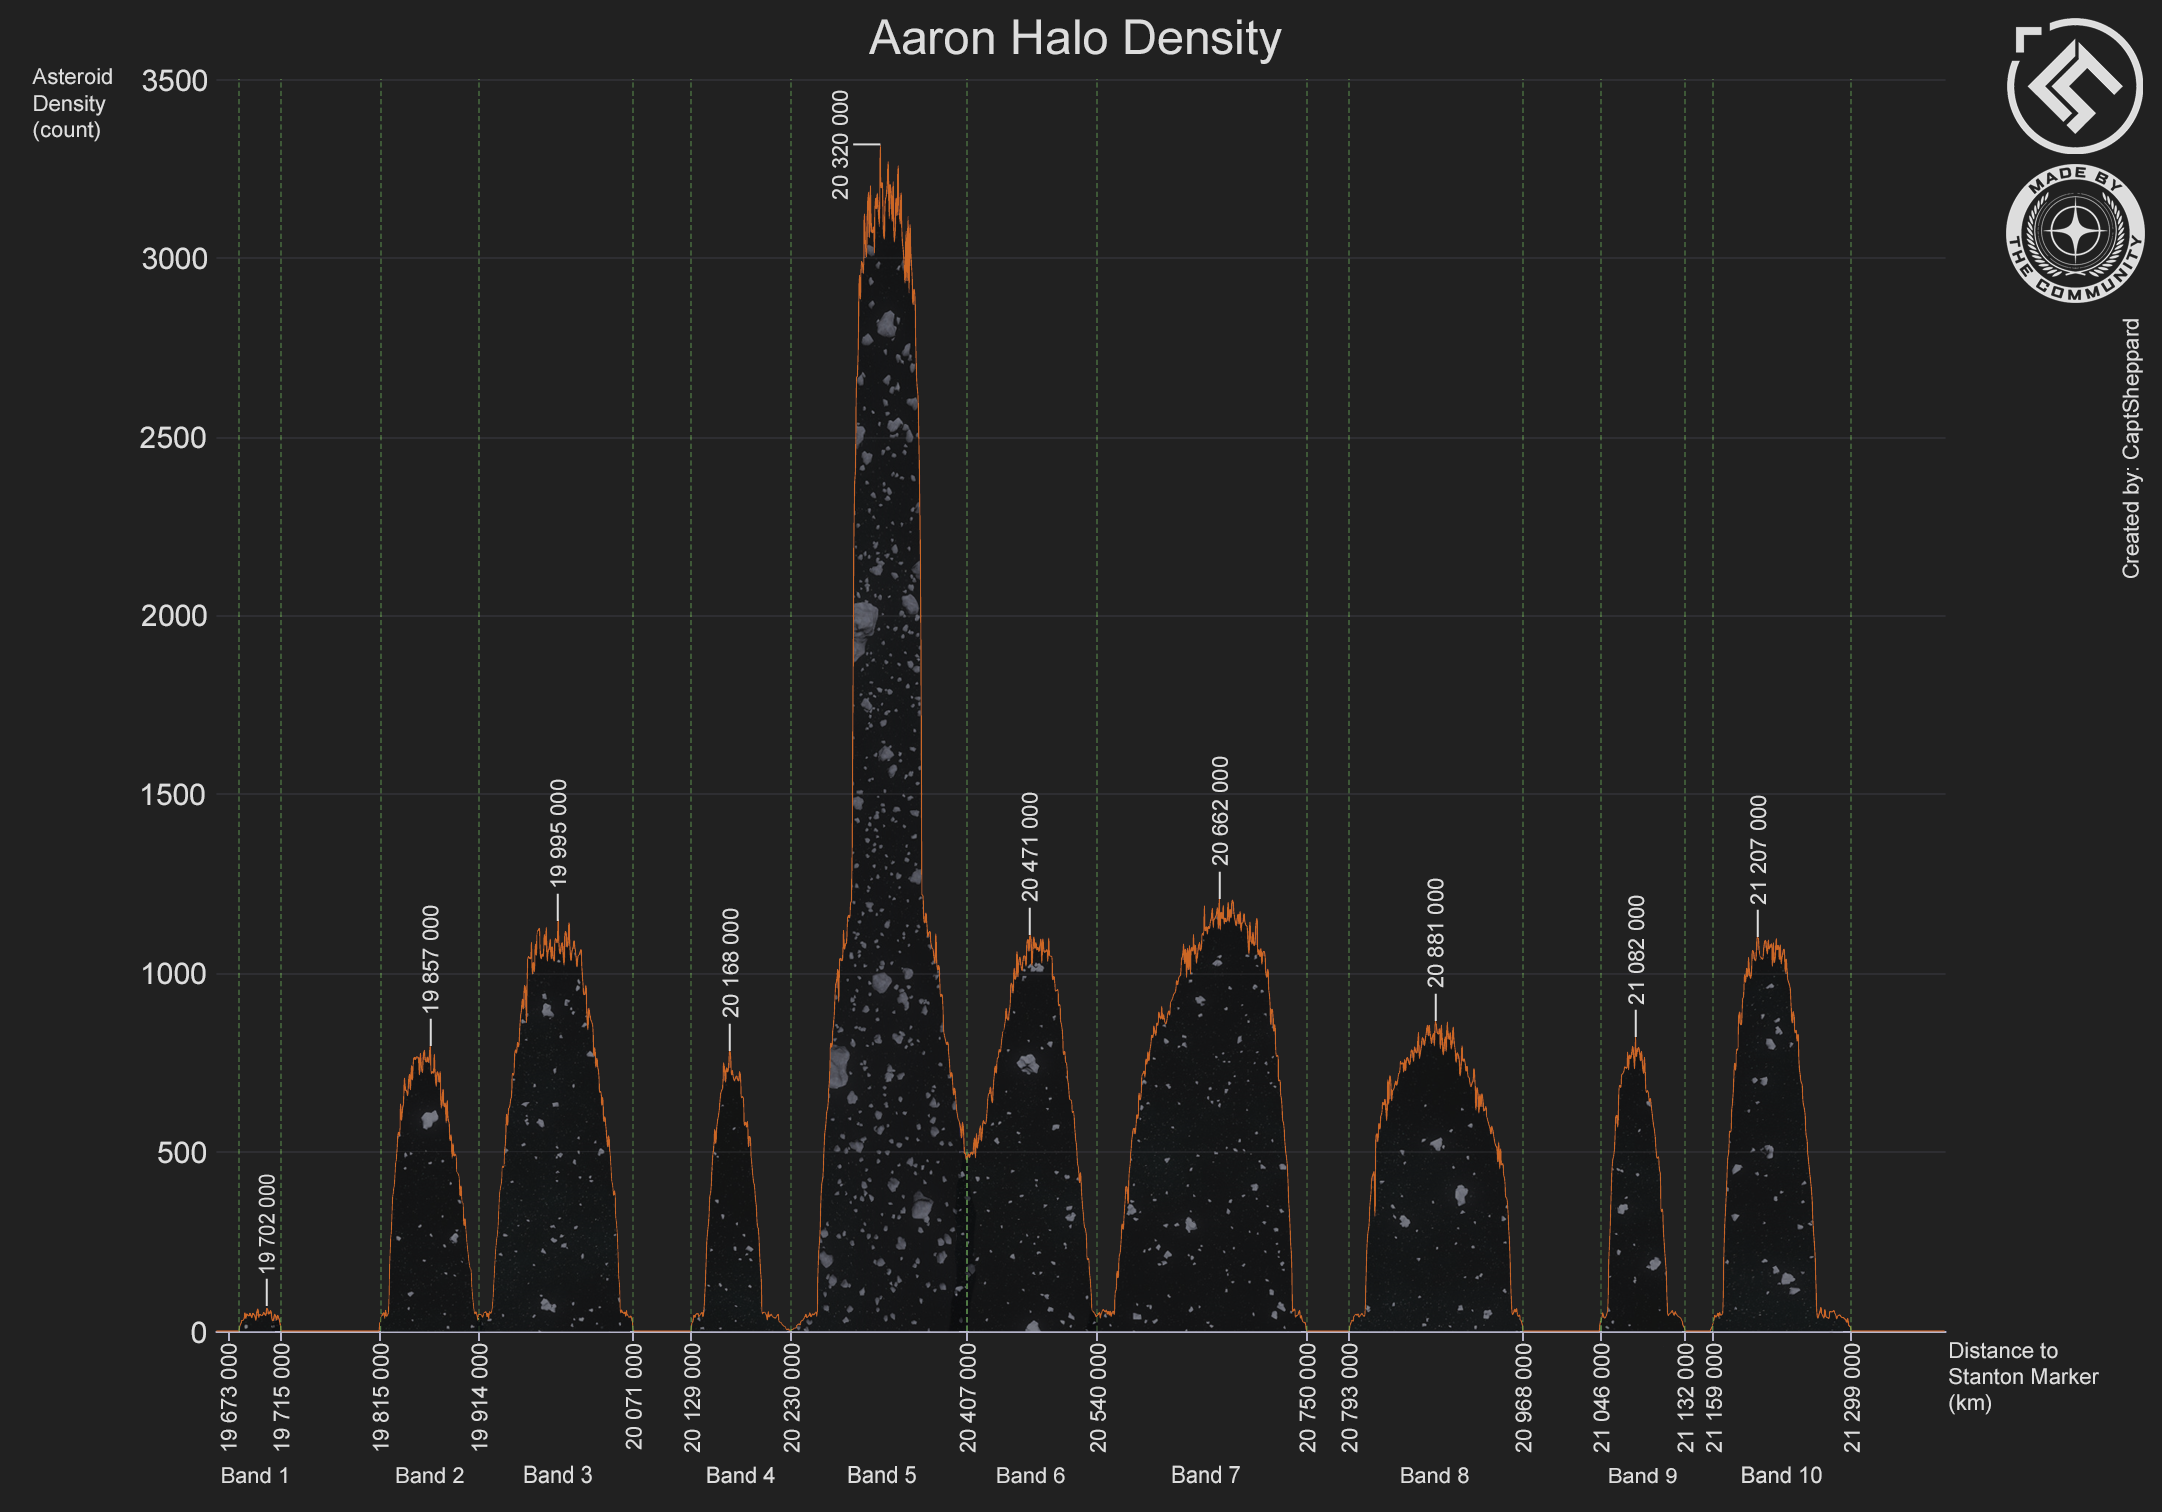 Aaron Halo Density
Asteroid
Density
(count)
3500
3000
2500
2000
1500
1000
500
0
19 702 000
19 857 000
19 995 000
20 168 000
20 320 000
20 471 000
20 662 000
20 881 000
21 082 000
21 207 000
19 673 000
19 715 000
19 815 000
19 914 000
20 071 000
20 129 000
20 230 000
20 407 000
20 540 000
20 750 000
20 793 000
20 968 000
21 046 000
21 132 000
21 159 000
21 299 000
Band 1
Band 2
Band 3
Band 4
Band 5
Band 6
Band 7
Band 8
Band 9
Band 10
Distance to
Stanton Marker
(km)
MADE BY
THE COMMUNITY
Created by: CaptSheppard